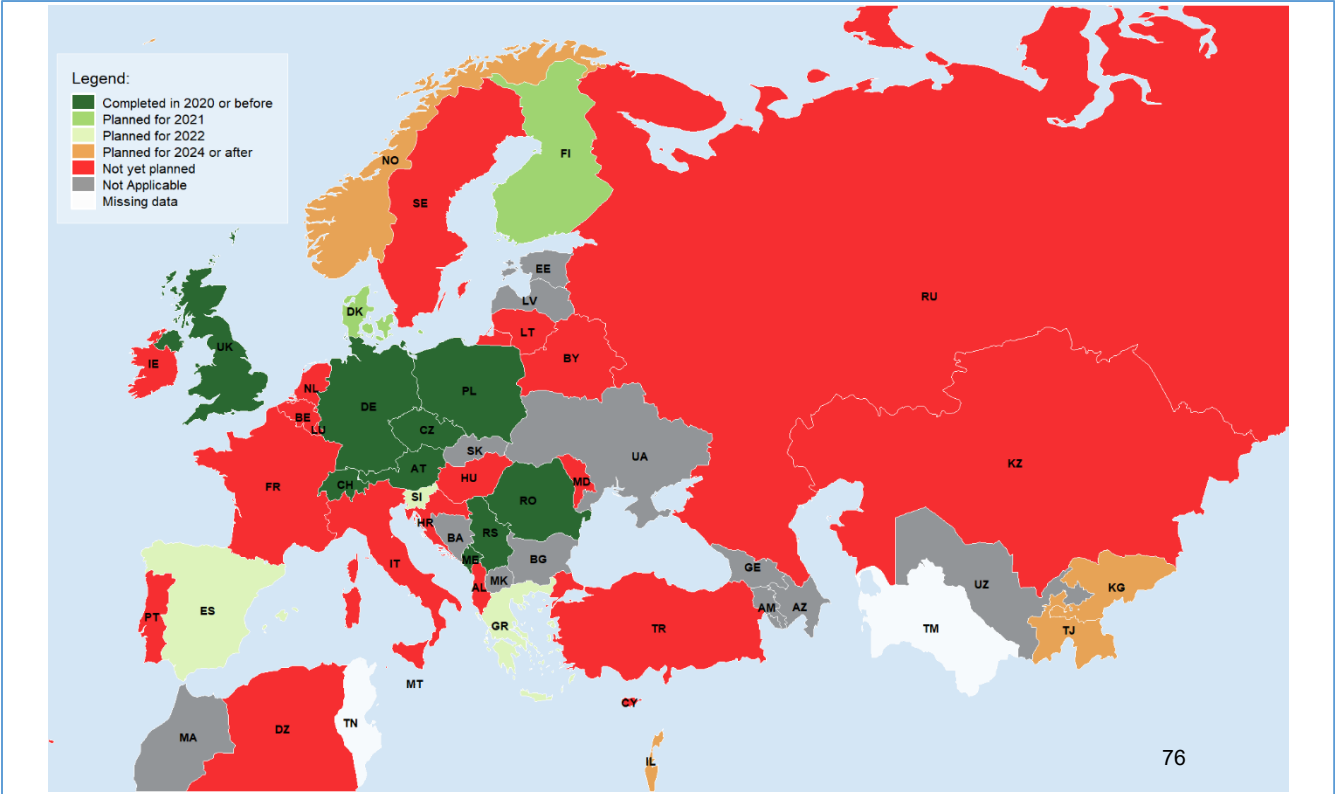 Legend:
Completed in 2020 or before
Planned for 2021
Planned for 2022
Planned for 2024 or after
Not yet planned
Not Applicable
Missing data
NO
FI
SE
EE
RU
LV
DK
LT
UK
BY
IE
NL
PL
DE
BE
LU
CZ
SK
UA
KZ
AT
HU
CH
MD
FR
SI
RO
HR
RS
BA
BG
ME
IT
GE
MK
UZ
AL
KG
AM
AZ
ES
PT
GR
TR
TM
TJ
MT
CY
TN
DZ
MA
IL
76